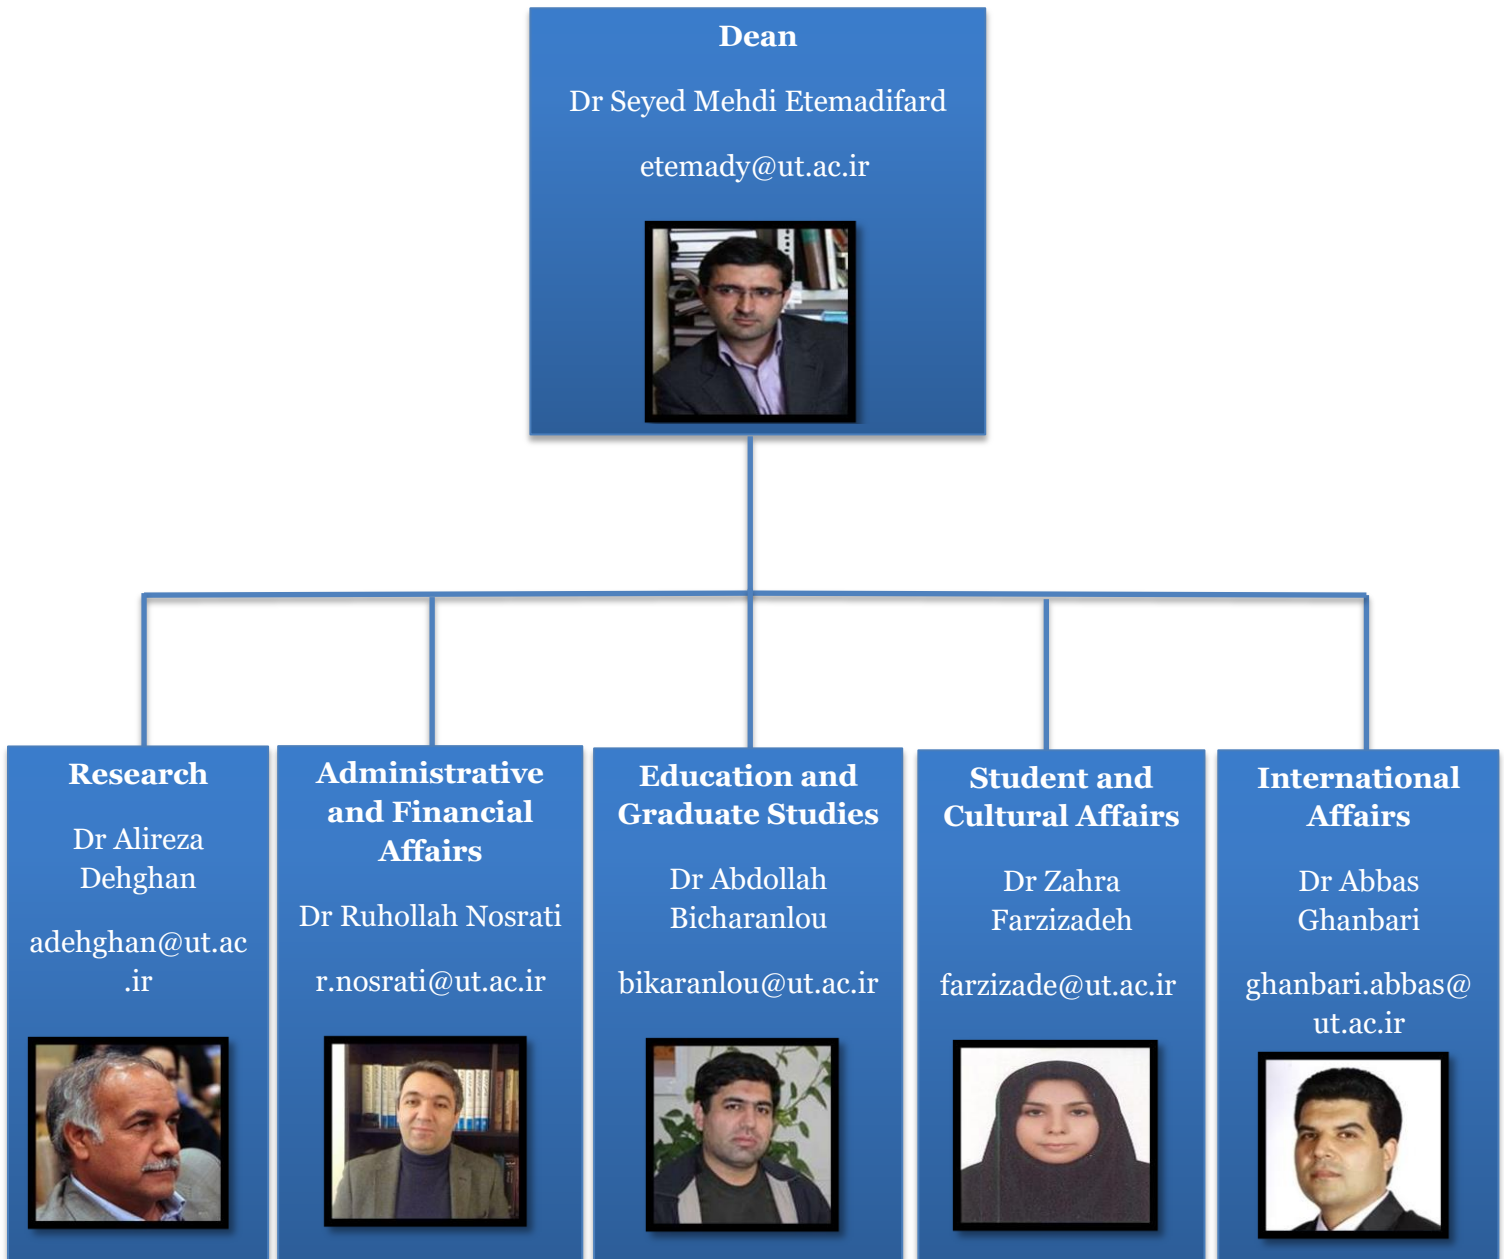 Dean
Dr Seyed Mehdi Etemadifard
etemady@ut.ac.ir
Research
Dr Alireza
Dehghan
adehghan@ut.ac
.ir
Administrative
and Financial
Affairs
Dr Ruhollah Nosrati
r.nosrati@ut.ac.ir
Education and
Graduate Studies
Dr Abdollah
Bicharanlou
bikaranlou@ut.ac.ir
Student and
Cultural Affairs
Dr Zahra
Farzizadeh
farzizade@ut.ac.ir
International
Affairs
Dr Abbas
Ghanbari
ghanbari.abbas@
ut.ac.ir